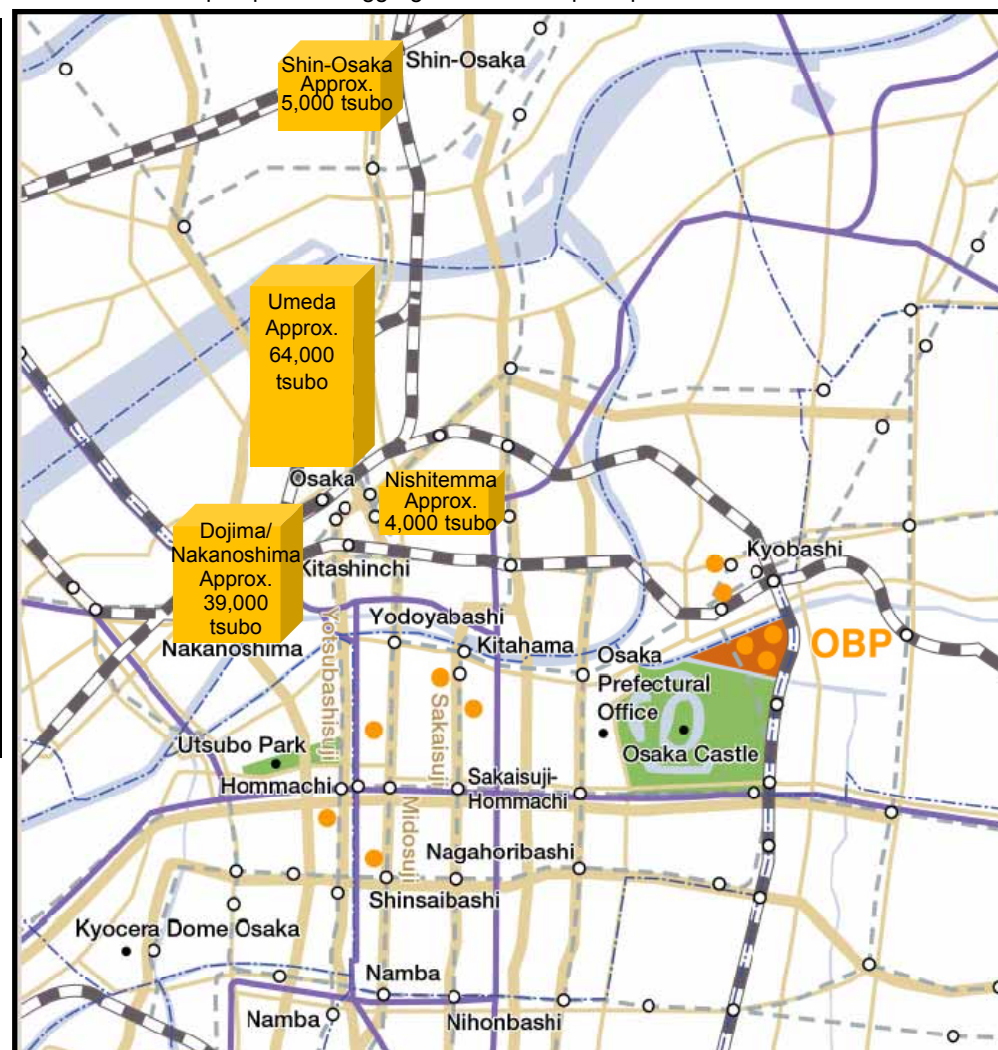 Shin-Osaka
Approx.
5,000 tsubo
Shin-Osaka
Umeda
Approx.
64,000
tsubo
Osaka
Nishitemma
Approx.
4,000 tsubo
Dojima/
Nakanoshima
Approx.
39,000
tsubo
Kitashinchi
Kyobashi
Nakanoshima
Yotsubashisuji
Yodoyabashi
Kitahama
OBP
Osaka
Prefectural
Office
Osaka Castle
Sakaisuji
Utsubo Park
Hommachi
Sakaisuji-
Hommachi
Midosuji
Nagahoribashi
Shinsaibashi
Kyocera Dome Osaka
Namba
Namba
Nihonbashi